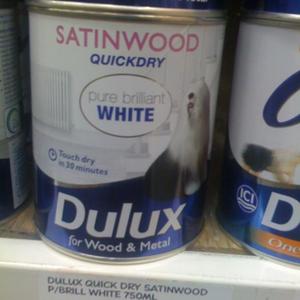 SATINWOOD
QUICKDRY
pure brilliant
WHITE
Touch dry
in 30 minutes
Dulux
for Wood & Metal
ICI
D
One
DULUX QUICK DRY SATINWOOD
P/BRILL WHITE 750ML